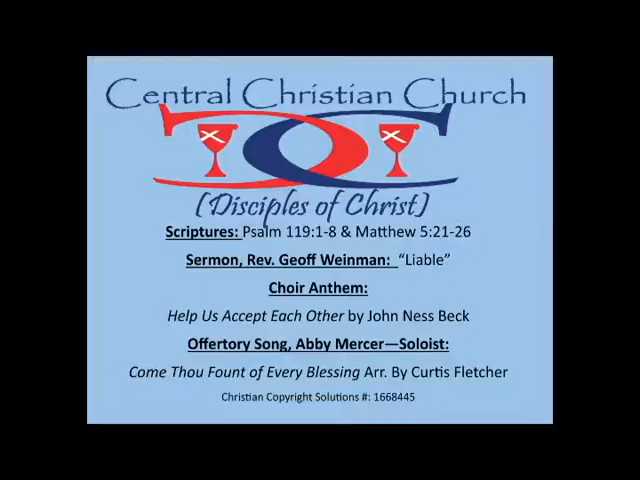 Central Christian Church
(Disciples of Christ)
Scriptures: Psalm 119:1-8 & Matthew 5:21-26
Sermon, Rev. Geoff Weinman: “Liable”
Choir Anthem:
Help Us Accept Each Other by John Ness Beck
Offertory Song, Abby Mercer—Soloist:
Come Thou Fount of Every Blessing Arr. By Curtis Fletcher
Christian Copyright Solutions #: 1668445